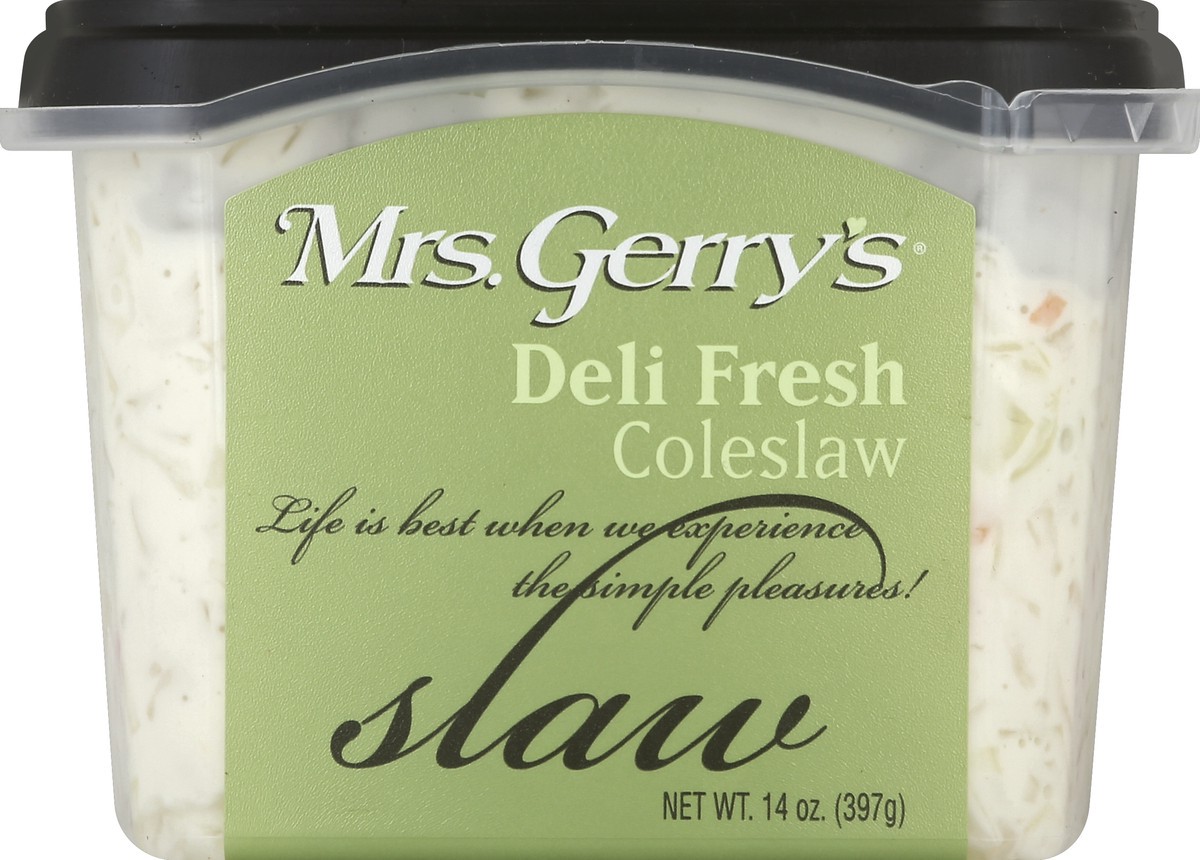 Mrs. Gerry's®
Deli Fresh
Coleslaw
Life is best when we experience
the simple pleasures!
slaw
NET WT. 14 oz. (397g)